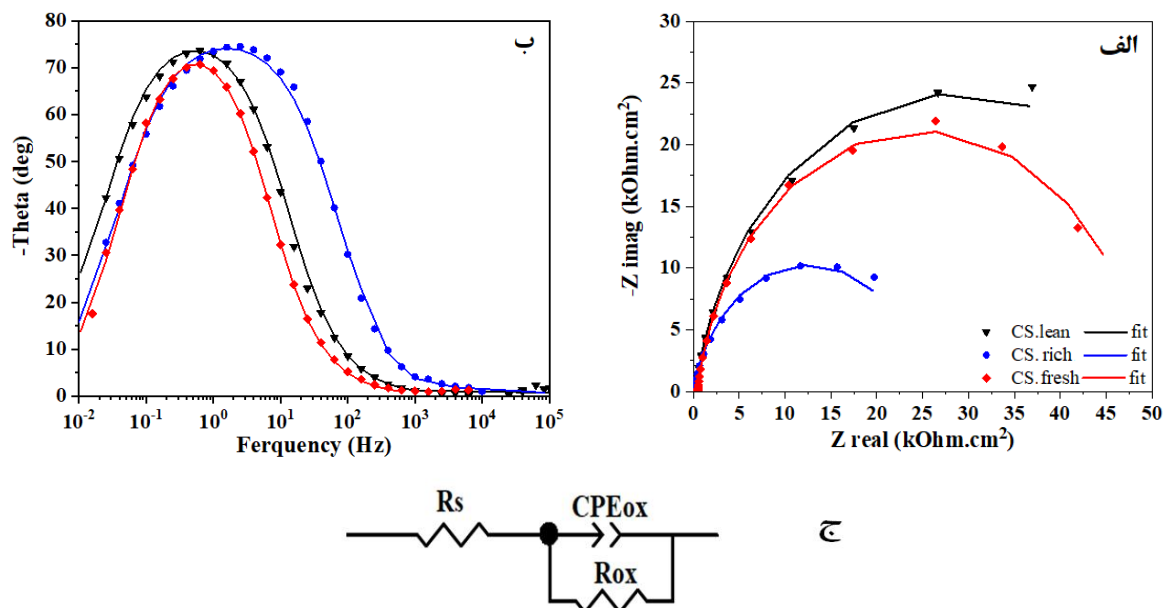 ب
-Theta (deg)
80
70
60
50
40
30
20
10
0
10-2 10-1 100 101 102 103 104 105
Ferquency (Hz)
الف
-Z imag (kOhm.cm2)
30
25
20
15
10
5
0
CS.lean fit
CS. rich fit
CS.fresh fit
0 5 10 15 20 25 30 35 40 45 50
Z real (kOhm.cm2)
ج
Rs
CPEox
Rox